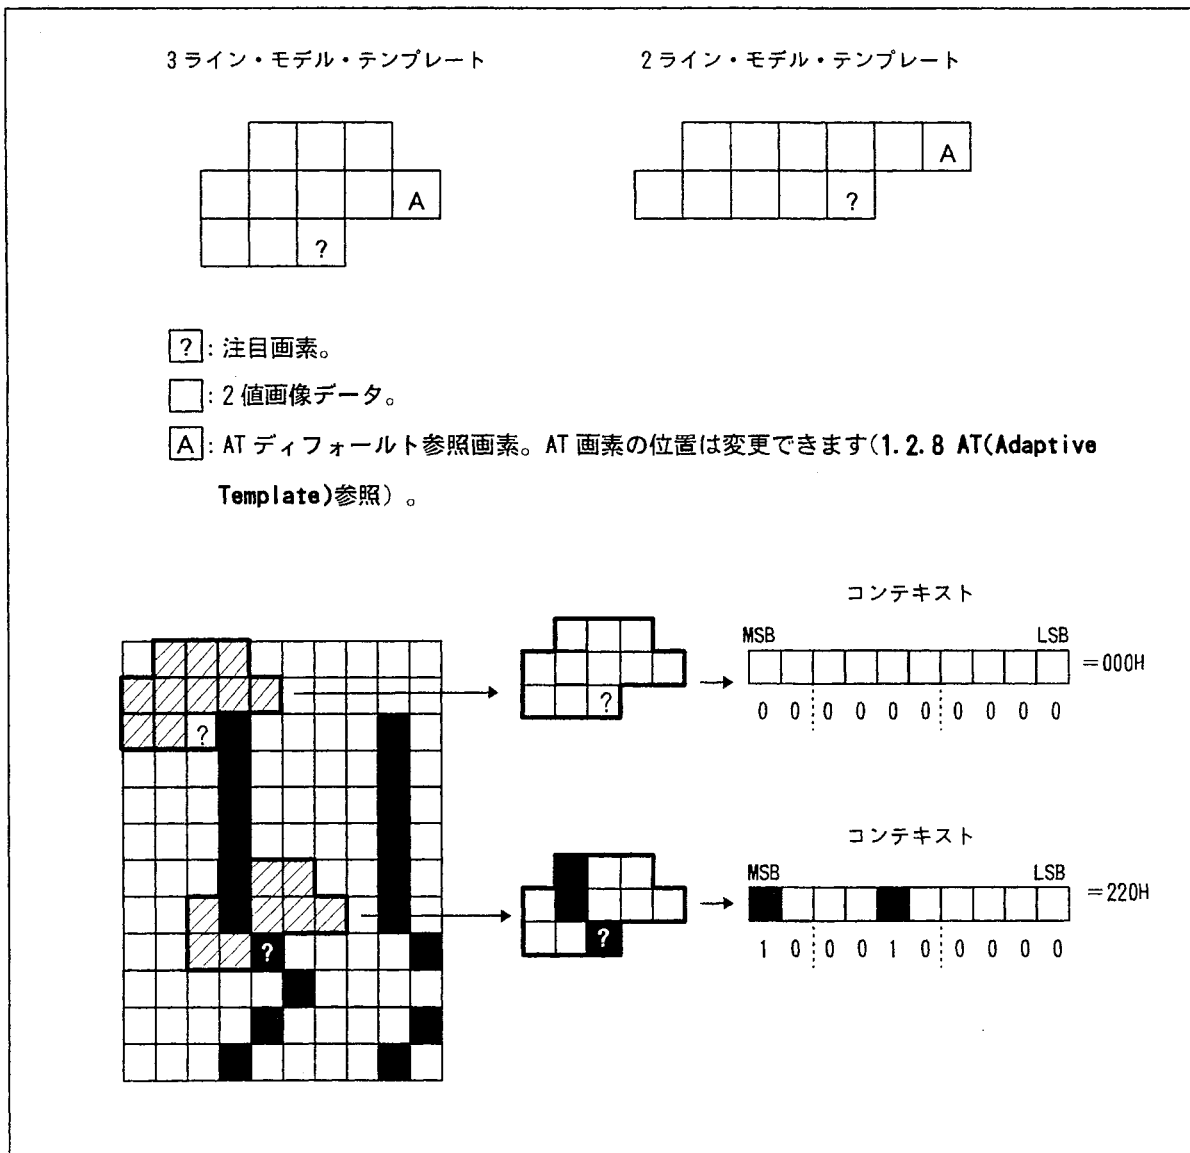 3ライン・モデル・テンプレート 2ライン・モデル・テンプレート
A A
? ?
?: 注目画素。
: 2値画像データ。
A: AT ディフォールト参照画素。AT 画素の位置は変更できます(1.2.8 AT(Adaptive
Template)参照)。
コンテキスト
MSB LSB
=000H
? ? 0 0 0 0 0 0 0 0 0 0
コンテキスト
MSB LSB
=220H
? ? 1 0 0 0 1 0 0 0 0 0